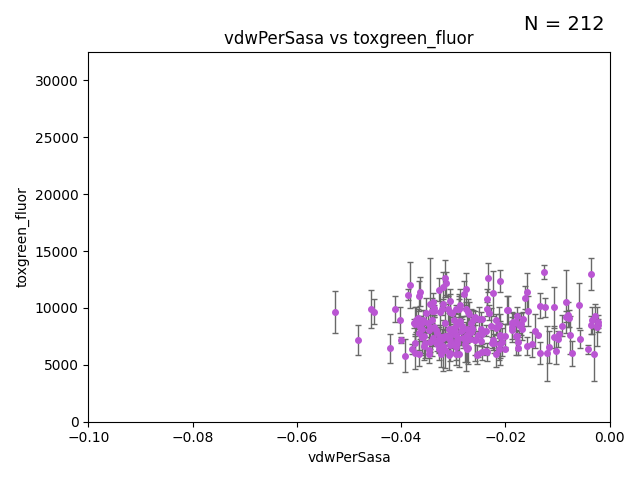 N = 212
vdwPerSasa vs toxgreen_fluor
30000
25000
20000
15000
10000
5000
0
toxgreen_fluor
−0.10 −0.08 −0.06 −0.04 −0.02 0.00
vdwPerSasa